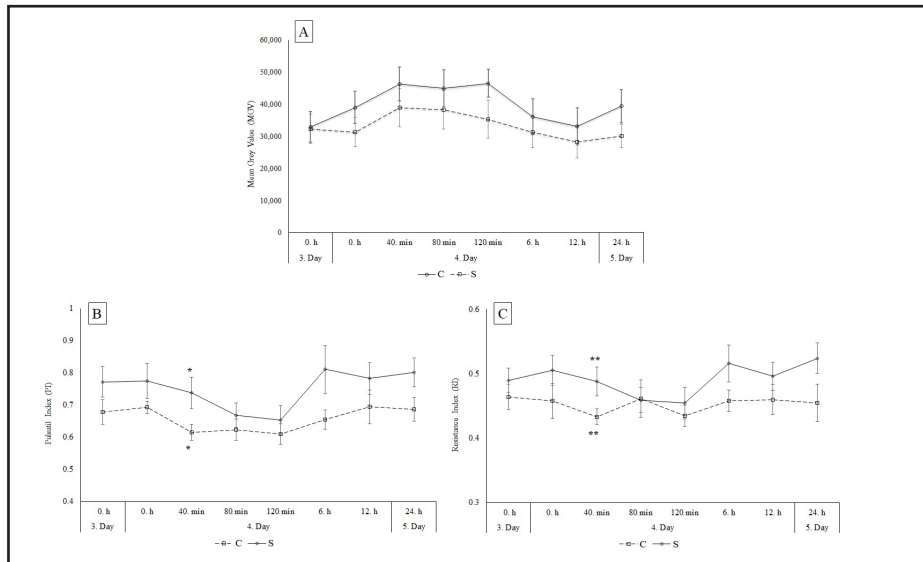 A
60,000
50,000
40,000
30,000
20,000
10,000
0
Mean Grey Value (MGV)
0. h 0. h 40. min 80 min 120 min 6. h 12. h 24. h
3. Day 4. Day 5. Day
C S
B
1
0.9
0.8
0.7
0.6
0.5
0.4
Pulsatil Index (PI)
*
*
0. h 0. h 40. min 80 min 120 min 6. h 12. h 24. h
3. Day 4. Day 5. Day
C S
C
0.6
0.5
0.4
0.3
Resistance Index (RI)
**
**
0. h 0. h 40. min 80 min 120 min 6. h 12. h 24. h
3. Day 4. Day 5. Day
C S